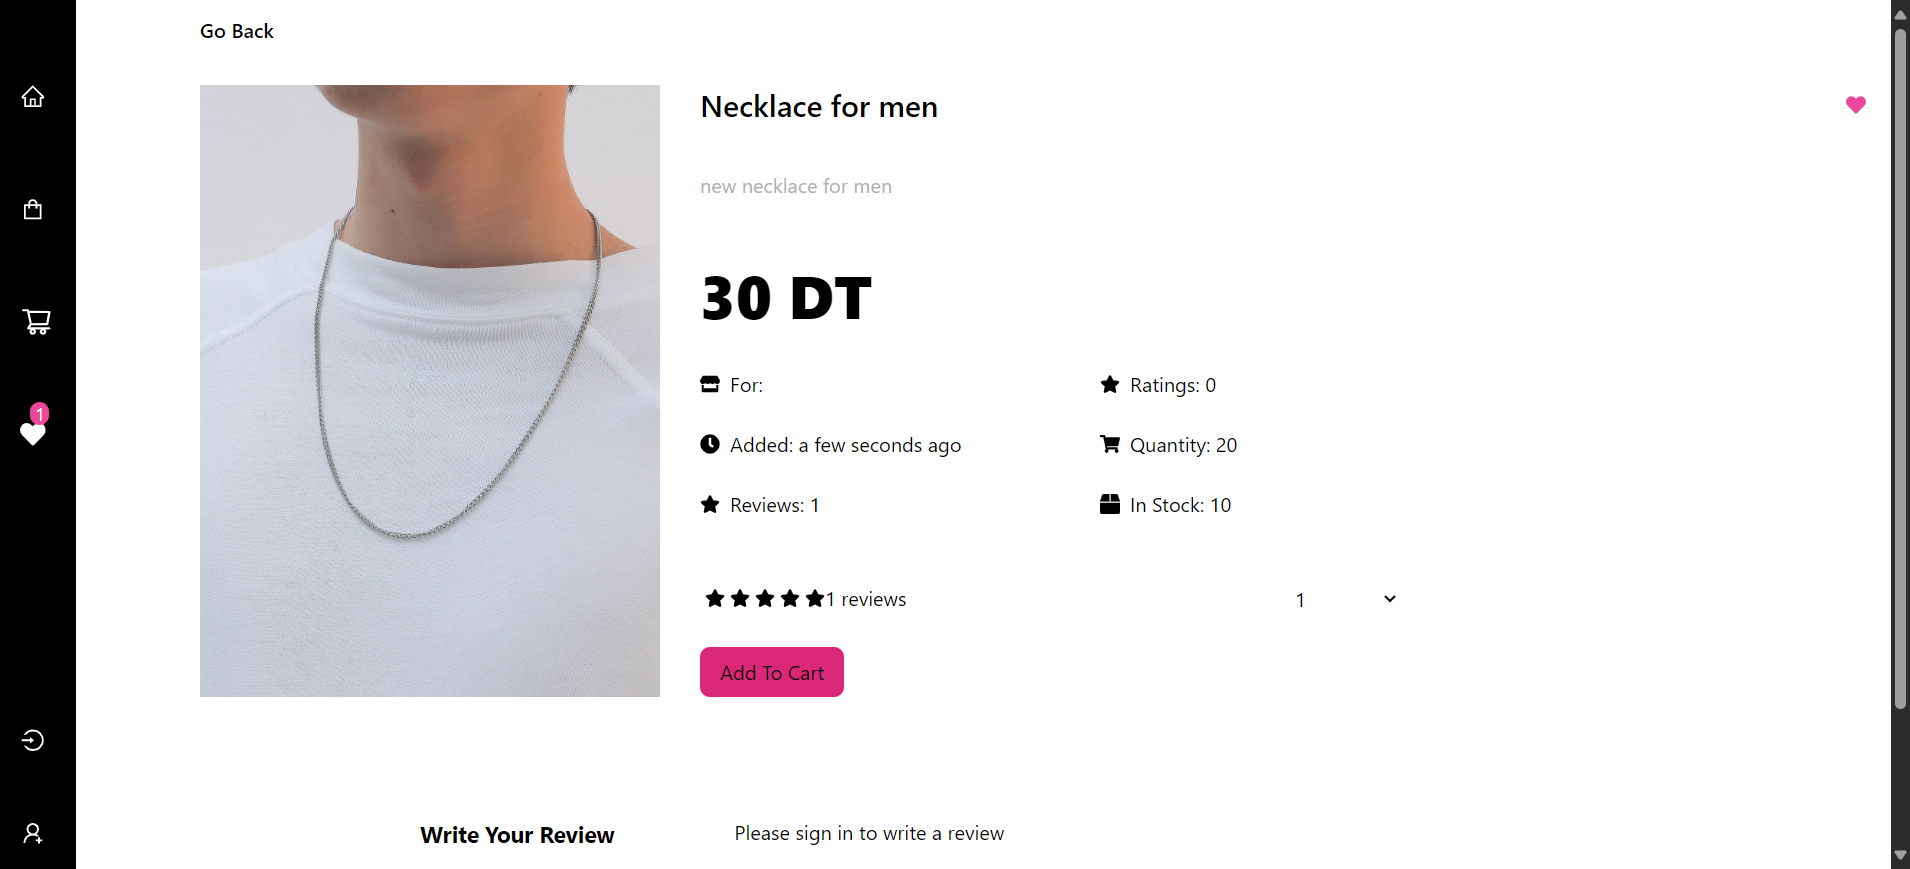 Go Back
Necklace for men
new necklace for men
30 DT
For:
Ratings: 0
Added: a few seconds ago
Quantity: 20
Reviews: 1
In Stock: 10
1 reviews
1
Add To Cart
1
Write Your Review
Please sign in to write a review